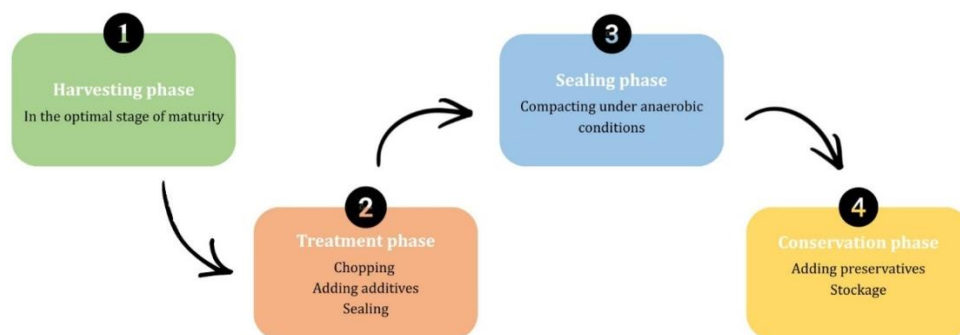 1
Harvesting phase
In the optimal stage of maturity
2
Treatment phase
Chopping
Adding additives
Sealing
3
Sealing phase
Compacting under anaerobic
conditions
4
Conservation phase
Adding preservatives
Stockage